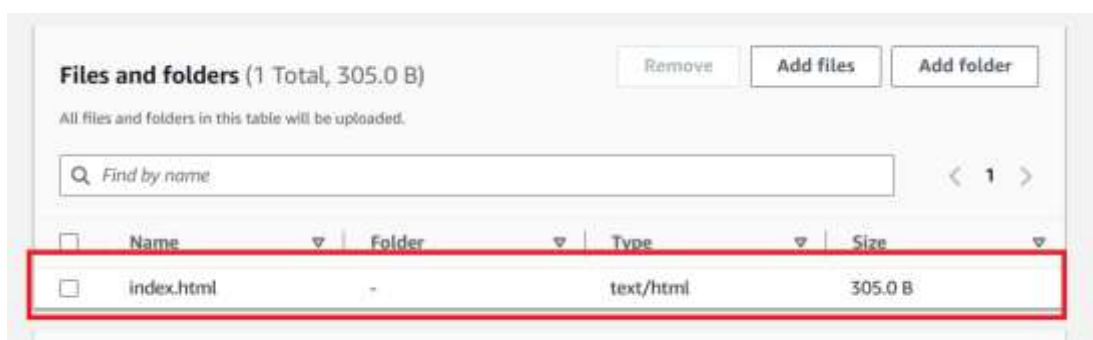 Files and folders (1 Total, 305.0 B)
Remove
Add files
Add folder
All files and folders in this table will be uploaded.
Find by name
1
Name Folder Type Size
index.html - text/html 305.0 B